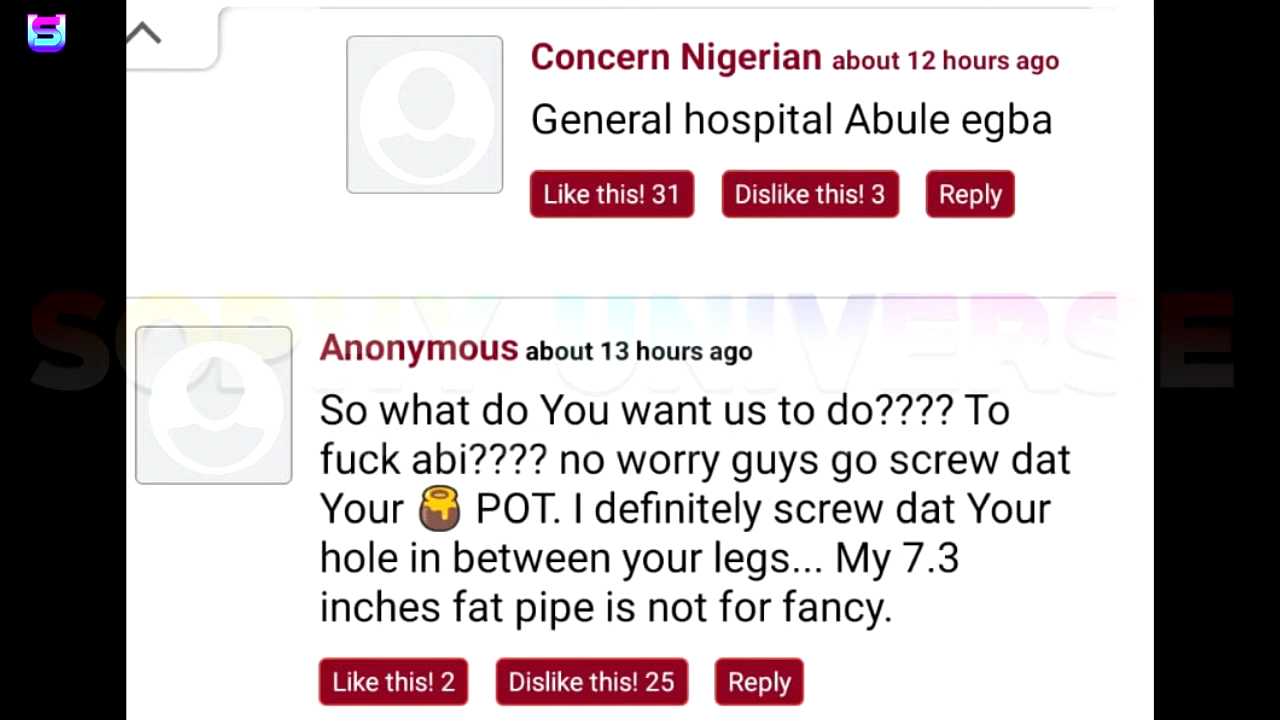 S
Concern Nigerian about 12 hours ago
General hospital Abule egba
Like this! 31 Dislike this! 3 Reply
SOPHY UNIVERSE
Anonymous about 13 hours ago
So what do You want us to do???? To
fuck abi???? no worry guys go screw dat
Your 🍯 POT. I definitely screw dat Your
hole in between your legs... My 7.3
inches fat pipe is not for fancy.
Like this! 2 Dislike this! 25 Reply